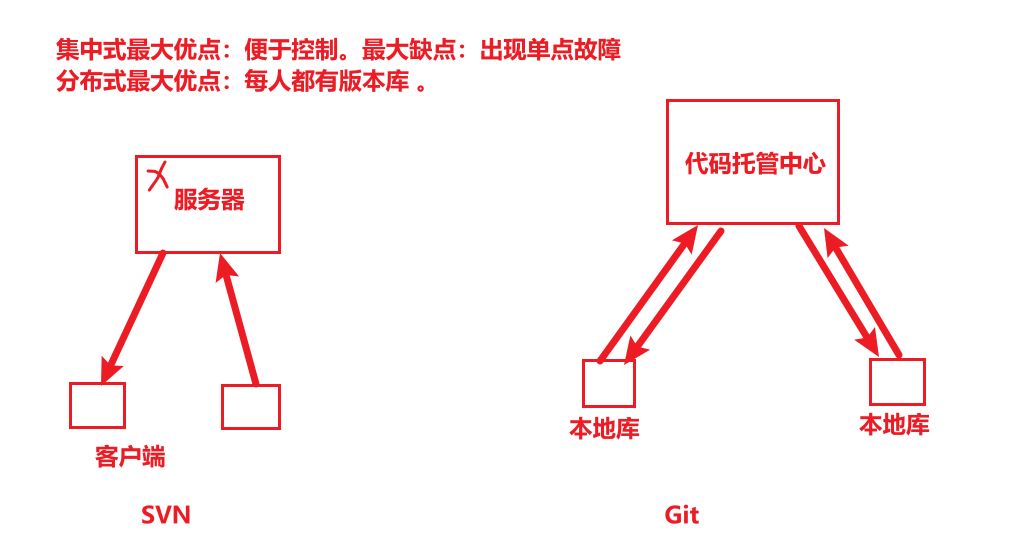 集中式最大优点：便于控制。最大缺点：出现单点故障
分布式最大优点：每人都有版本库 。
服务器
代码托管中心
客户端
本地库
本地库
SVN
Git